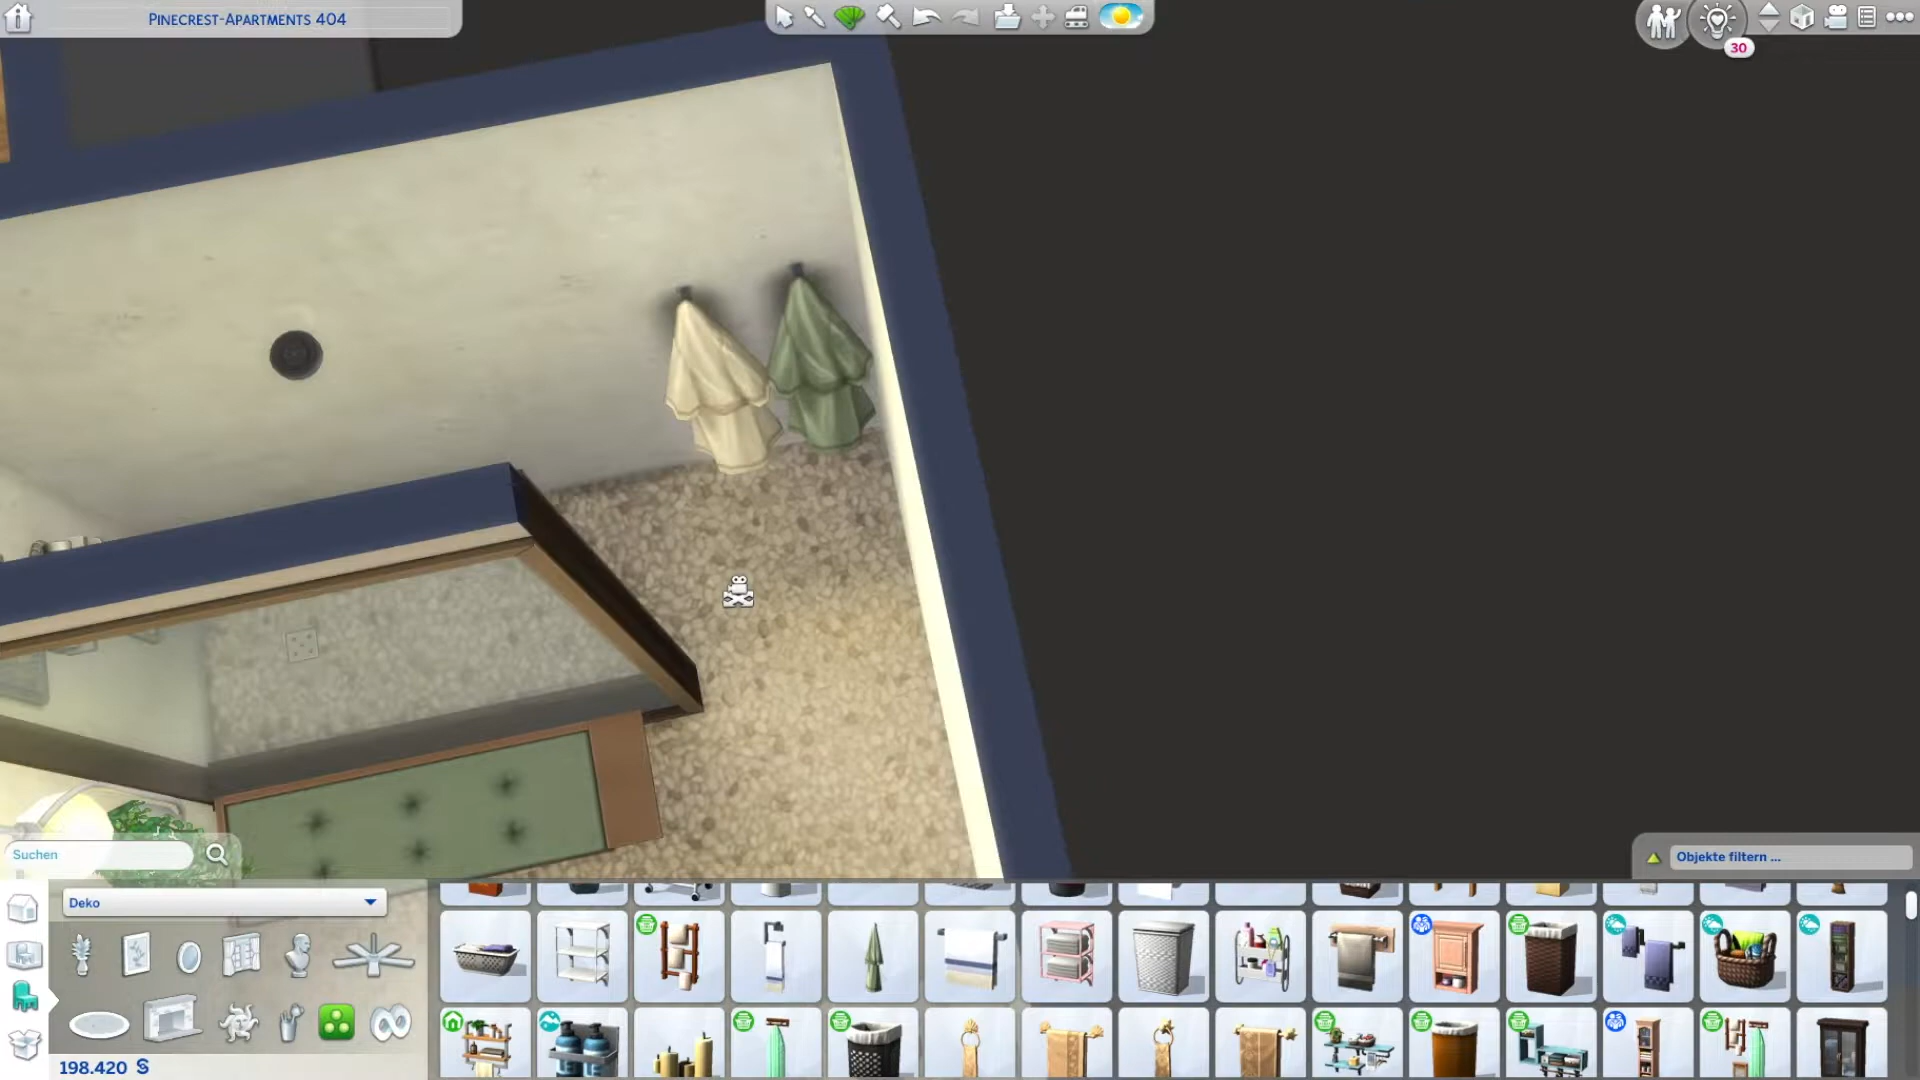 Pinecrest-Apartments 404
30
Suchen
Objekte filtern ...
Deko
198.420 S